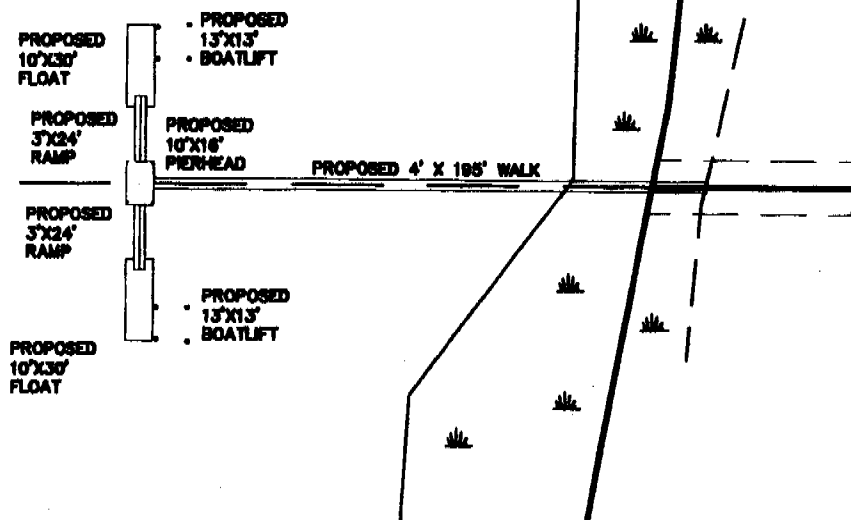 PROPOSED
13'X13'
BOATLIFT
PROPOSED
10'X30'
FLOAT
PROPOSED
3'X24'
RAMP
PROPOSED
10'X16'
PIERHEAD
PROPOSED 4' X 195' WALK
PROPOSED
3'X24'
RAMP
PROPOSED
13'X13'
BOATLIFT
PROPOSED
10'X30'
FLOAT